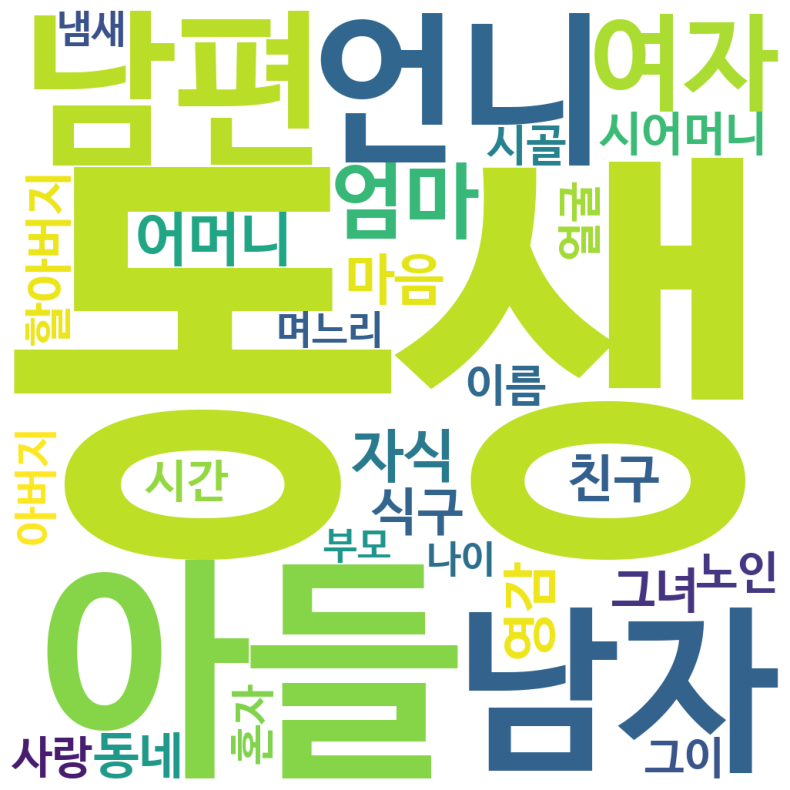 냄새
남편
언니
여자
시골
시어머니
엄마
동생
어머니
얼굴
할아버지
마음
며느리
이름
아버지
시간
자식
친구
식구
부모
나이
아들
영감
그녀
노인
남자
혼자
사랑
동네
그이